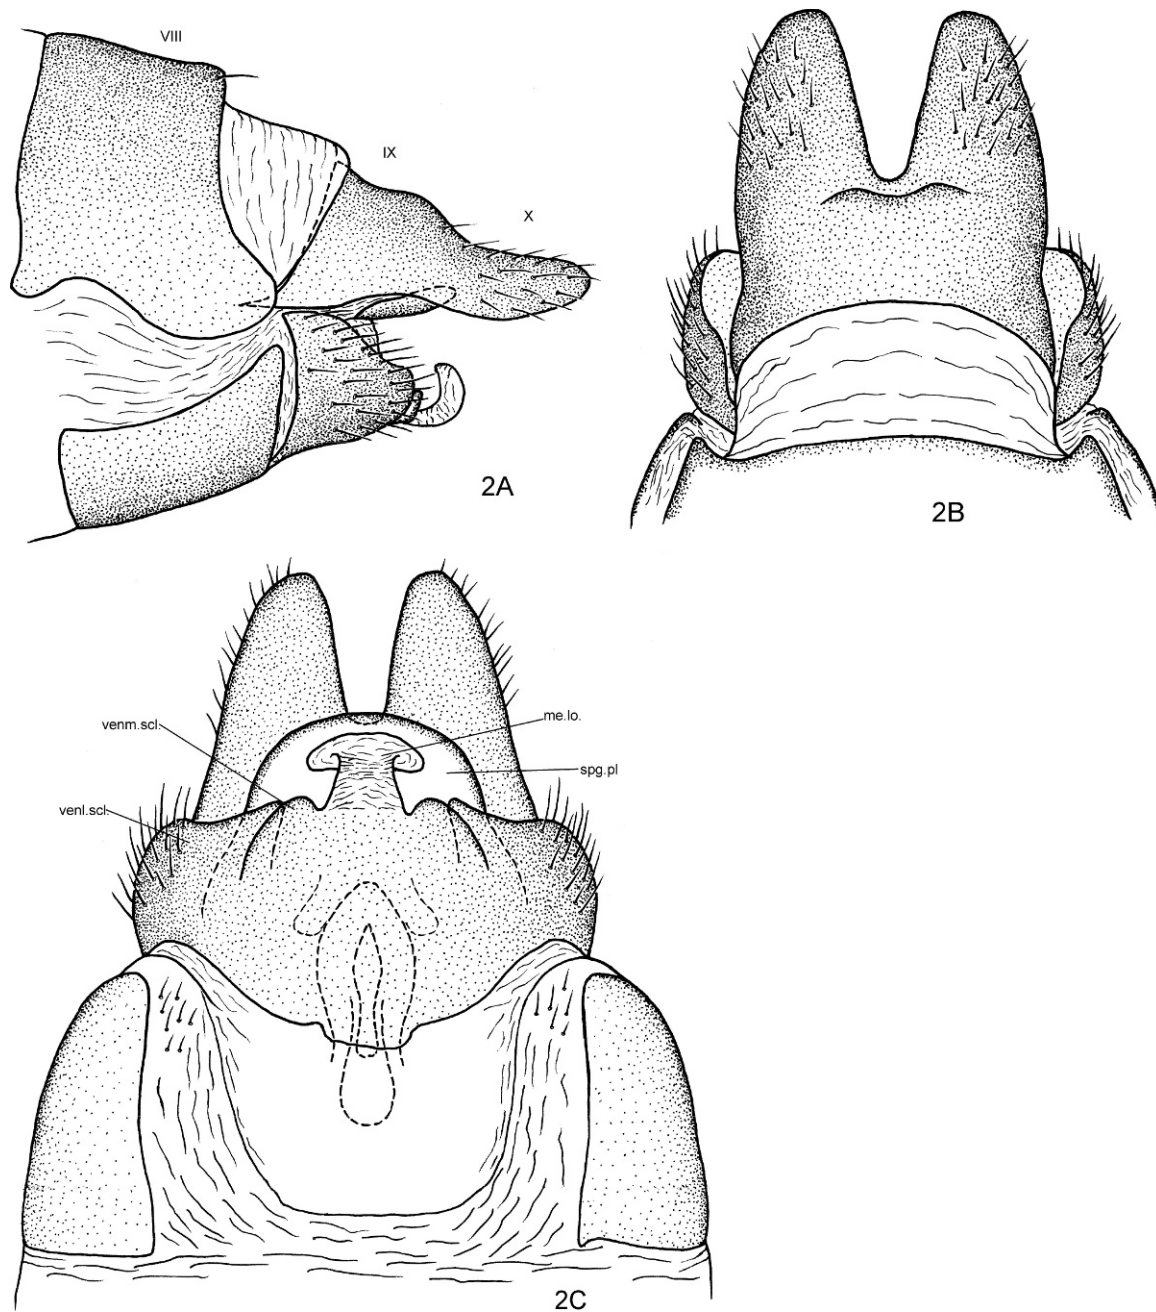 VIII
IX
X
2A
2B
venm.scl.
me.lo.
spg.pl
venl.scl.
2C